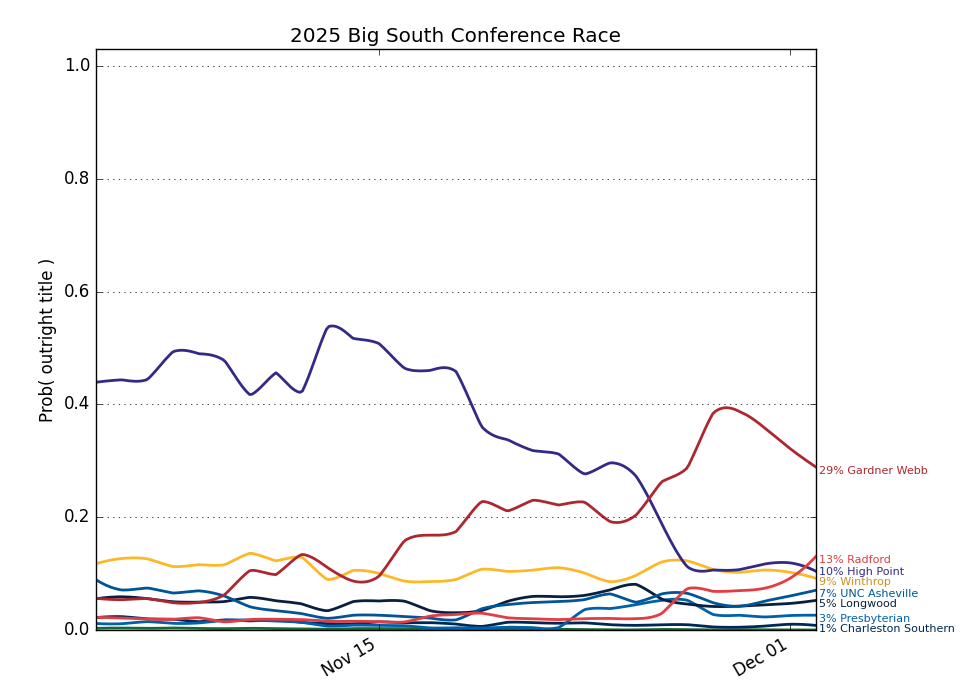 2025 Big South Conference Race
Prob( outright title )
1.0
0.8
0.6
0.4
0.2
0.0
Nov 15
Dec 01
29% Gardner Webb
13% Radford
10% High Point
9% Winthrop
7% UNC Asheville
5% Longwood
3% Presbyterian
1% Charleston Southern